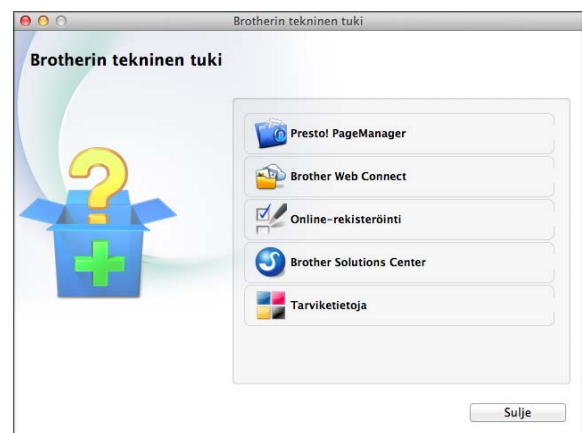 Brotherin tekninen tuki
Brotherin tekninen tuki
Presto! PageManager
Brother Web Connect
Online-rekisteröinti
Brother Solutions Center
Tarviketietoja
Sulje